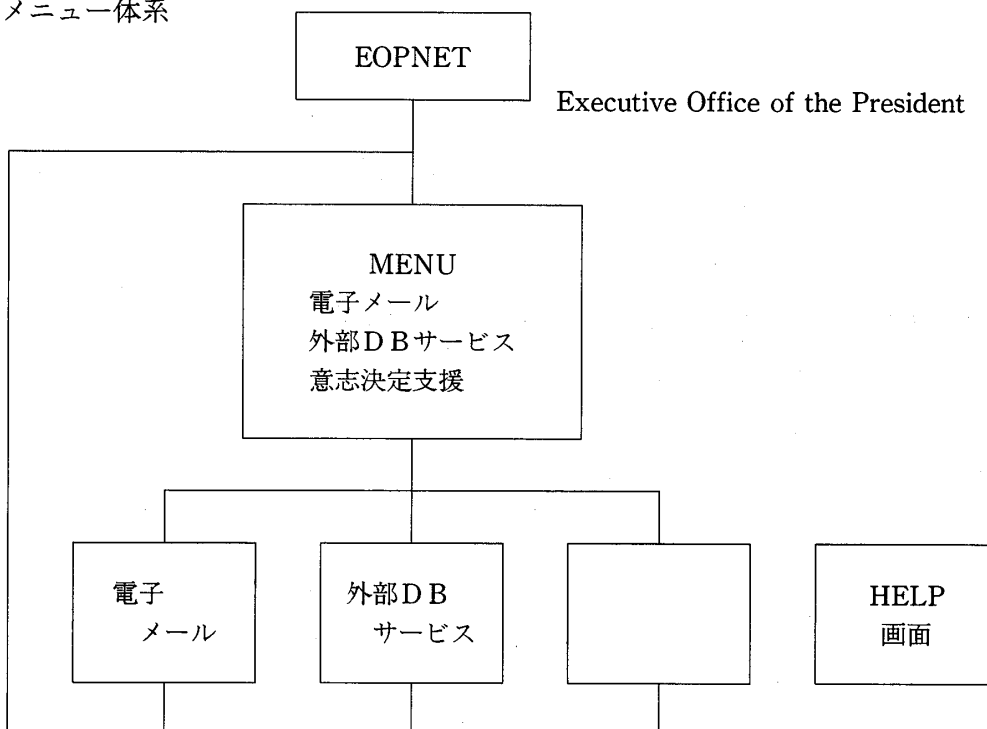 メニュー体系
EOPNET
Executive Office of the President
MENU
電子メール
外部DBサービス
意志決定支援
電子
メール
外部DB
サービス
HELP
画面